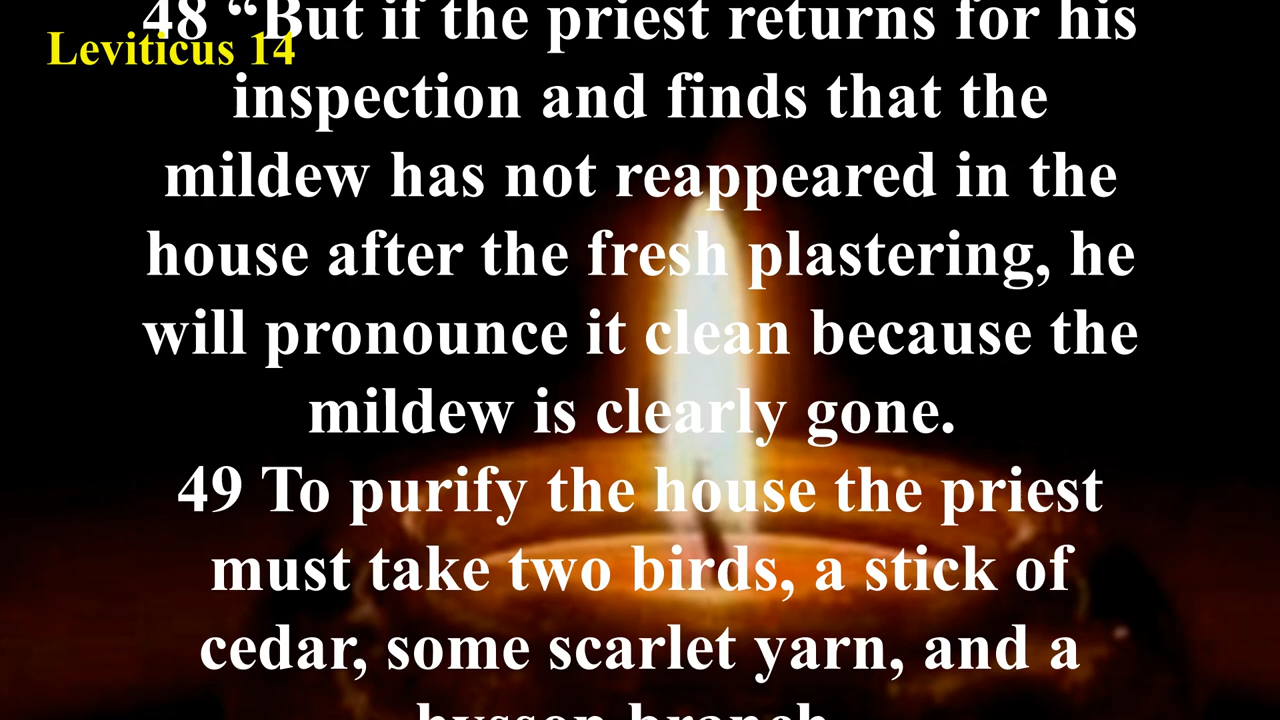 48 “But if the priest returns for his
Leviticus 14
inspection and finds that the
mildew has not reappeared in the
house after the fresh plastering, he
will pronounce it clean because the
mildew is clearly gone.
49 To purify the house the priest
must take two birds, a stick of
cedar, some scarlet yarn, and a
hyssop branch.